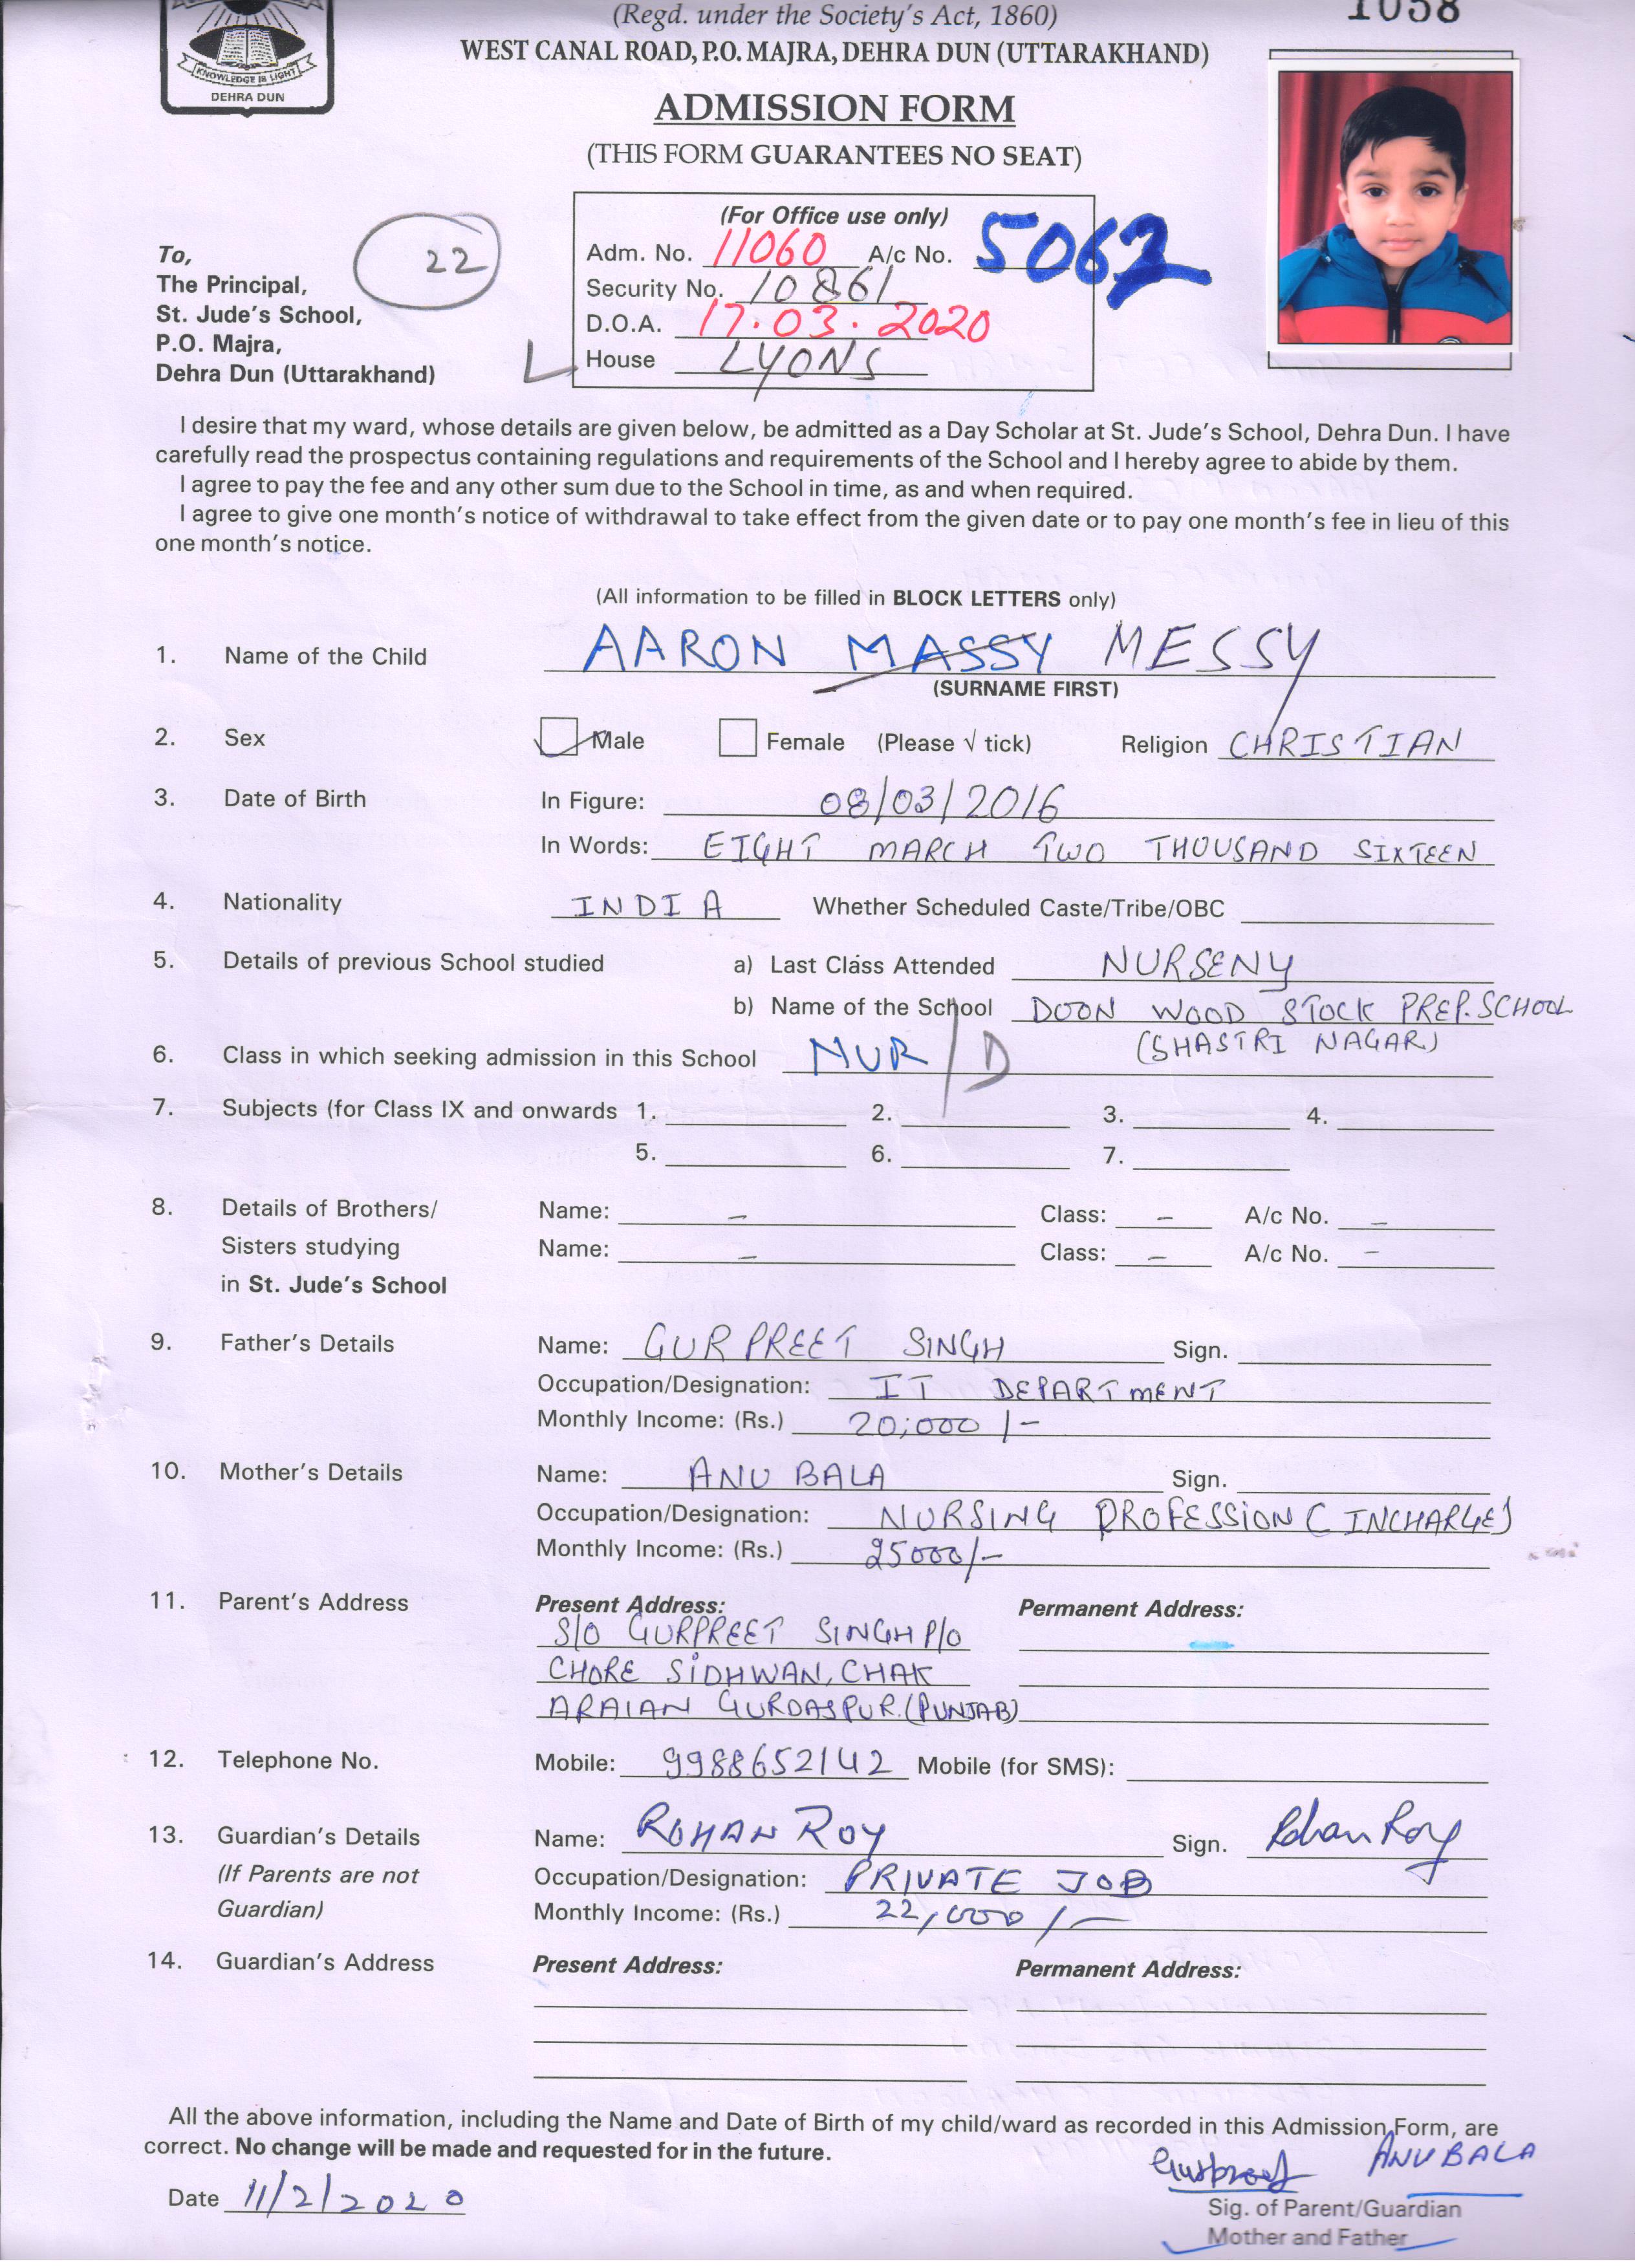 (Regd. under the Society's Act, 1860)
1058
WEST CANAL ROAD, P.O. MAJRA, DEHRA DUN (UTTARAKHAND)
KNOWLEDGE IS LIGHT
DEHRA DUN
ADMISSION FORM
(THIS FORM GUARANTEES NO SEAT)
(For Office use only)
Adm. No. 11060 A/c No. 5062
Security No. 10861
D.O.A. 17.03.2020
House LYONS
22
To,
The Principal,
St. Jude's School,
P.O. Majra,
Dehra Dun (Uttarakhand)
I desire that my ward, whose details are given below, be admitted as a Day Scholar at St. Jude's School, Dehra Dun. I have
carefully read the prospectus containing regulations and requirements of the School and I hereby agree to abide by them.
I agree to pay the fee and any other sum due to the School in time, as and when required.
I agree to give one month's notice of withdrawal to take effect from the given date or to pay one month's fee in lieu of this
one month's notice.
(All information to be filled in BLOCK LETTERS only)
1. Name of the Child AARON MASSY MESSY
(SURNAME FIRST)
2. Sex Male Female (Please √ tick) Religion CHRISTIAN
3. Date of Birth In Figure: 08/03/2016
In Words: EIGHT MARCH TWO THOUSAND SIXTEEN
4. Nationality INDIA Whether Scheduled Caste/Tribe/OBC
5. Details of previous School studied a) Last Class Attended NURSENY
b) Name of the School DOON WOOD STOCK PREP. SCHOOL
(SHASTRI NAGAR)
6. Class in which seeking admission in this School NUR/D
7. Subjects (for Class IX and onwards 1. 2. 3. 4.
5. 6. 7.
8. Details of Brothers/ Name: – Class: – A/c No. –
Sisters studying Name: – Class: – A/c No. –
in St. Jude's School
9. Father's Details Name: GURPREET SINGH Sign.
Occupation/Designation: IT DEPARTMENT
Monthly Income: (Rs.) 20,000/-
10. Mother's Details Name: ANU BALA Sign.
Occupation/Designation: NURSING PROFESSION (INCHARGE)
Monthly Income: (Rs.) 25000/-
11. Parent's Address Present Address: Permanent Address:
S/O GURPREET SINGH P/O
CHORE SIDHWAN, CHAK
ARAIAN GURDASPUR.(PUNJAB)
12. Telephone No. Mobile: 9988652142 Mobile (for SMS):
13. Guardian's Details Name: ROHAN ROY Sign. Rohan Roy
(If Parents are not Occupation/Designation: PRIVATE JOB
Guardian) Monthly Income: (Rs.) 22,000/-
14. Guardian's Address Present Address: Permanent Address:
All the above information, including the Name and Date of Birth of my child/ward as recorded in this Admission Form, are
correct. No change will be made and requested for in the future.
Gurpreet ANU BALA
Date 11/2/2020
Sig. of Parent/Guardian
Mother and Father